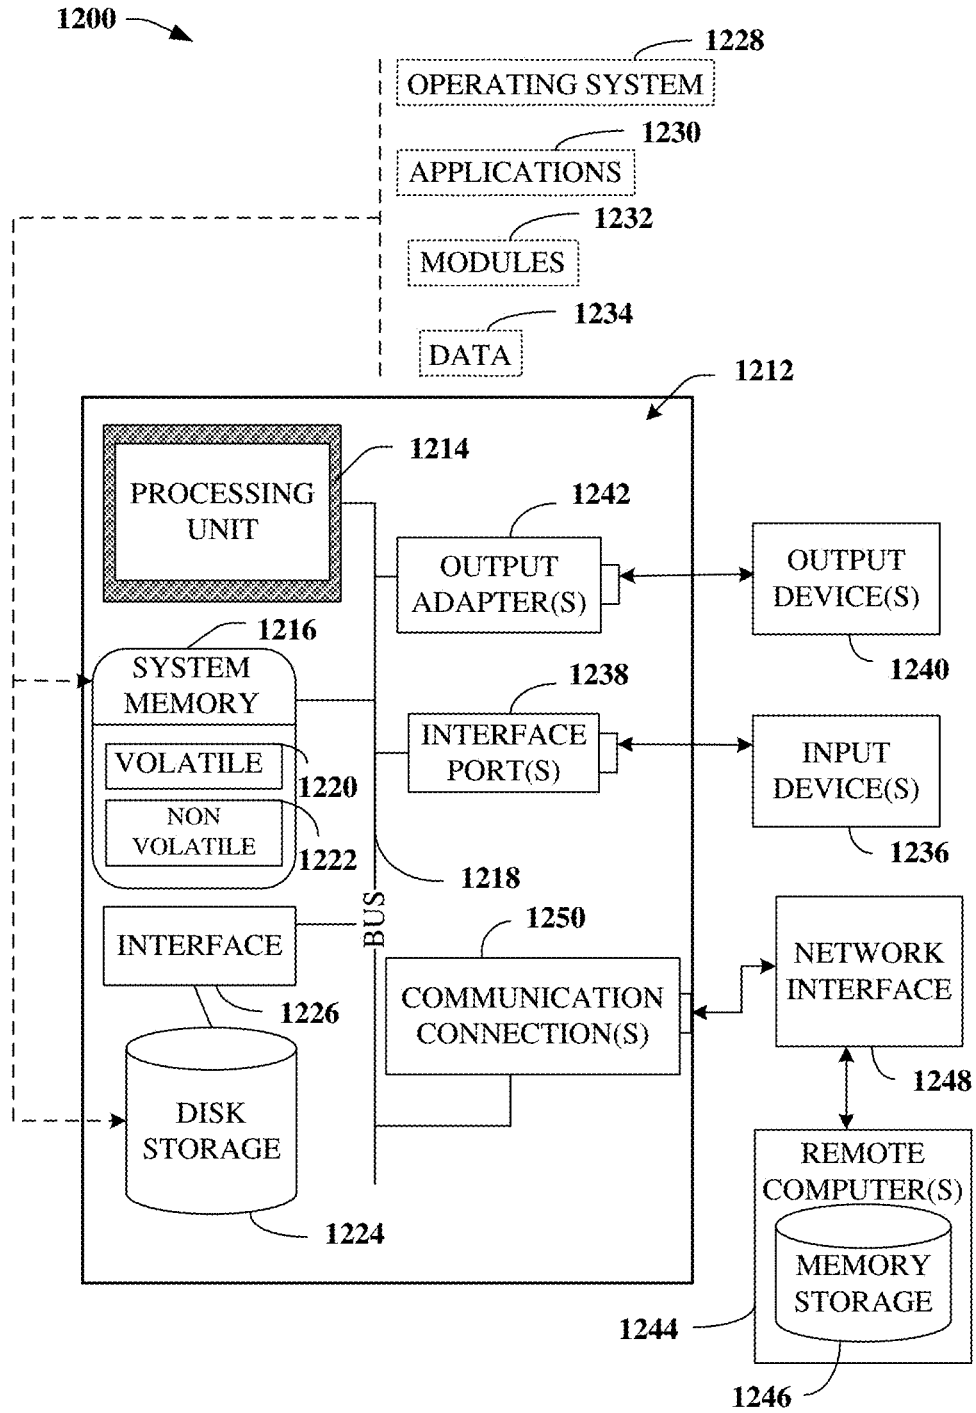 1200
1228
OPERATING SYSTEM
1230
APPLICATIONS
1232
MODULES
1234
DATA
1212
1214
PROCESSING
UNIT
1242
OUTPUT
ADAPTER(S)
OUTPUT
DEVICE(S)
1240
1216
SYSTEM
MEMORY
VOLATILE
1220
NON
VOLATILE
1222
1238
INTERFACE
PORT(S)
INPUT
DEVICE(S)
1236
1218
BUS
INTERFACE
1226
1250
COMMUNICATION
CONNECTION(S)
NETWORK
INTERFACE
1248
DISK
STORAGE
1224
REMOTE
COMPUTER(S)
MEMORY
STORAGE
1244
1246